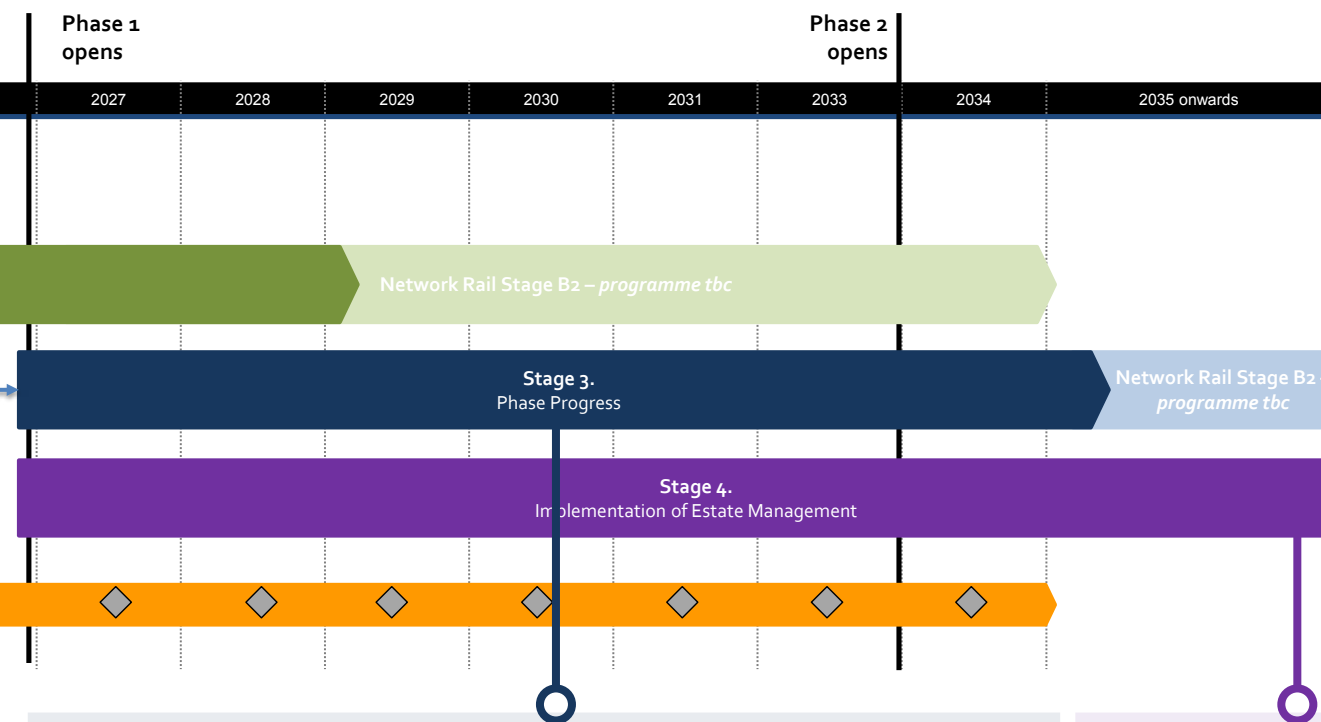 Phase 1
opens
Phase 2
opens
2027
2028
2029
2030
2031
2033
2034
2035 onwards
Network Rail Stage B2 – programme tbc
Stage 3.
Phase Progress
Network Rail Stage B2 –
programme tbc
Stage 4.
Implementation of Estate Management